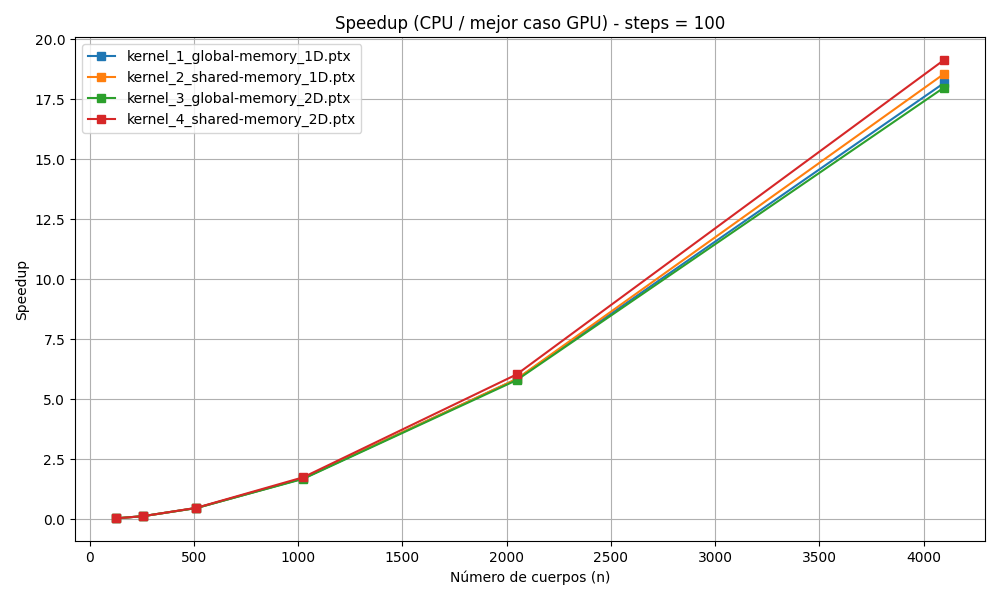 Speedup (CPU / mejor caso GPU) - steps = 100
kernel_1_global-memory_1D.ptx
kernel_2_shared-memory_1D.ptx
kernel_3_global-memory_2D.ptx
kernel_4_shared-memory_2D.ptx
Speedup
20.0
17.5
15.0
12.5
10.0
7.5
5.0
2.5
0.0
0 500 1000 1500 2000 2500 3000 3500 4000
Número de cuerpos (n)